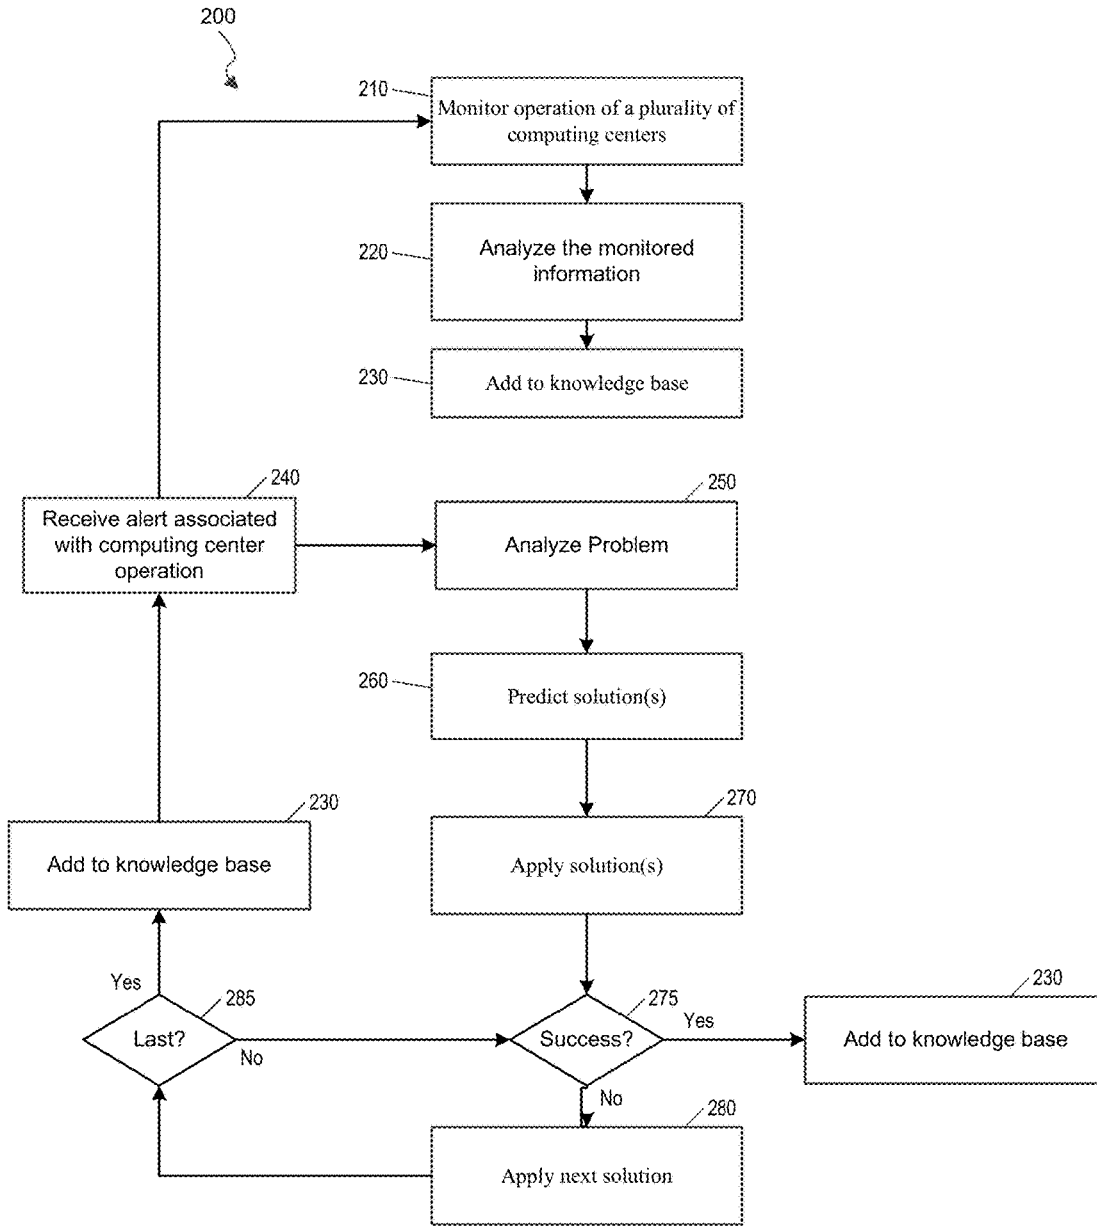 200
210
Monitor operation of a plurality of
computing centers
220
Analyze the monitored
information
230
Add to knowledge base
240
Receive alert associated
with computing center
operation
250
Analyze Problem
260
Predict solution(s)
270
Apply solution(s)
230
Add to knowledge base
Yes
285
Last?
No
275
Success?
Yes
No
230
Add to knowledge base
280
Apply next solution